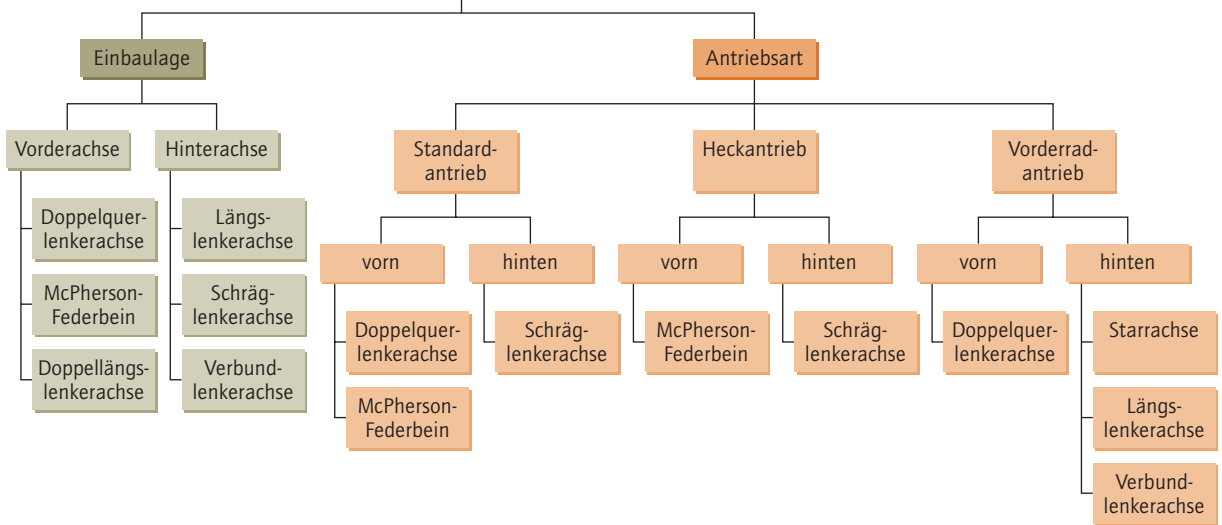 Einbaulage
Antriebsart
Vorderachse
Hinterachse
Standard-
antrieb
Heckantrieb
Vorderrad-
antrieb
Doppelquer-
lenkerachse
McPherson-
Federbein
Doppellängs-
lenkerachse
Längs-
lenkerachse
Schräg-
lenkerachse
Verbund-
lenkerachse
vorn
hinten
vorn
hinten
vorn
hinten
Doppelquer-
lenkerachse
McPherson-
Federbein
Schräg-
lenkerachse
McPherson-
Federbein
Schräg-
lenkerachse
Doppelquer-
lenkerachse
Starrachse
Längs-
lenkerachse
Verbund-
lenkerachse